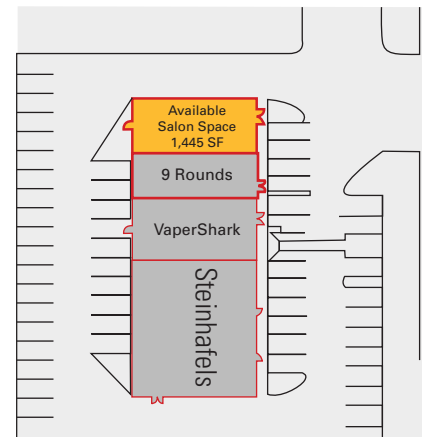 Available
Salon Space
1,445 SF
9 Rounds
VaperShark
Steinhafels